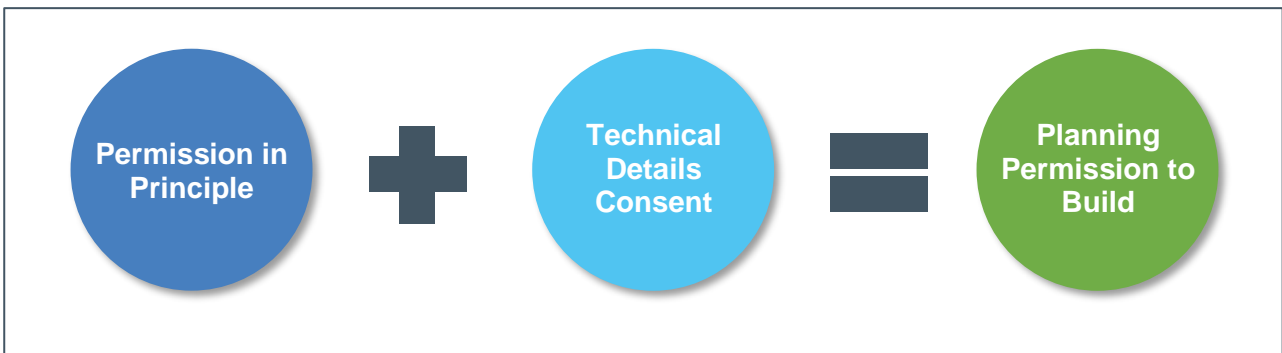 Permission in
Principle
Technical
Details
Consent
Planning
Permission to
Build